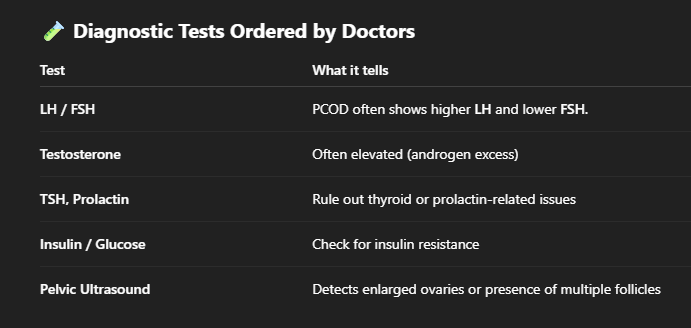 🧪 Diagnostic Tests Ordered by Doctors
Test What it tells
LH / FSH PCOD often shows higher LH and lower FSH.
Testosterone Often elevated (androgen excess)
TSH, Prolactin Rule out thyroid or prolactin-related issues
Insulin / Glucose Check for insulin resistance
Pelvic Ultrasound Detects enlarged ovaries or presence of multiple follicles